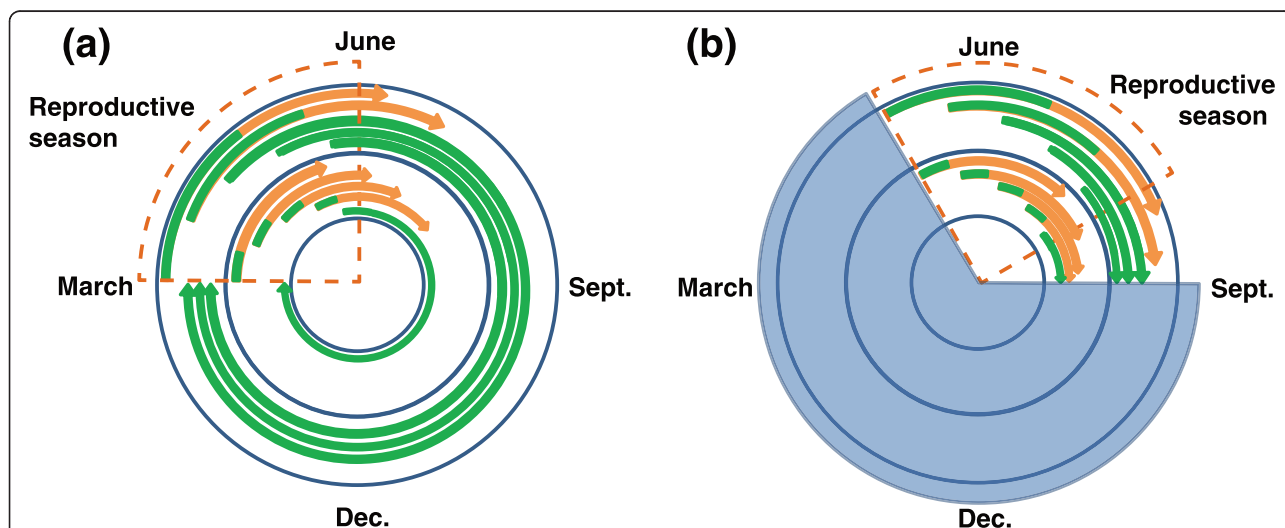 (a)
June
Reproductive
season
March
Sept.
Dec.
(b)
June
Reproductive
season
March
Sept.
Dec.